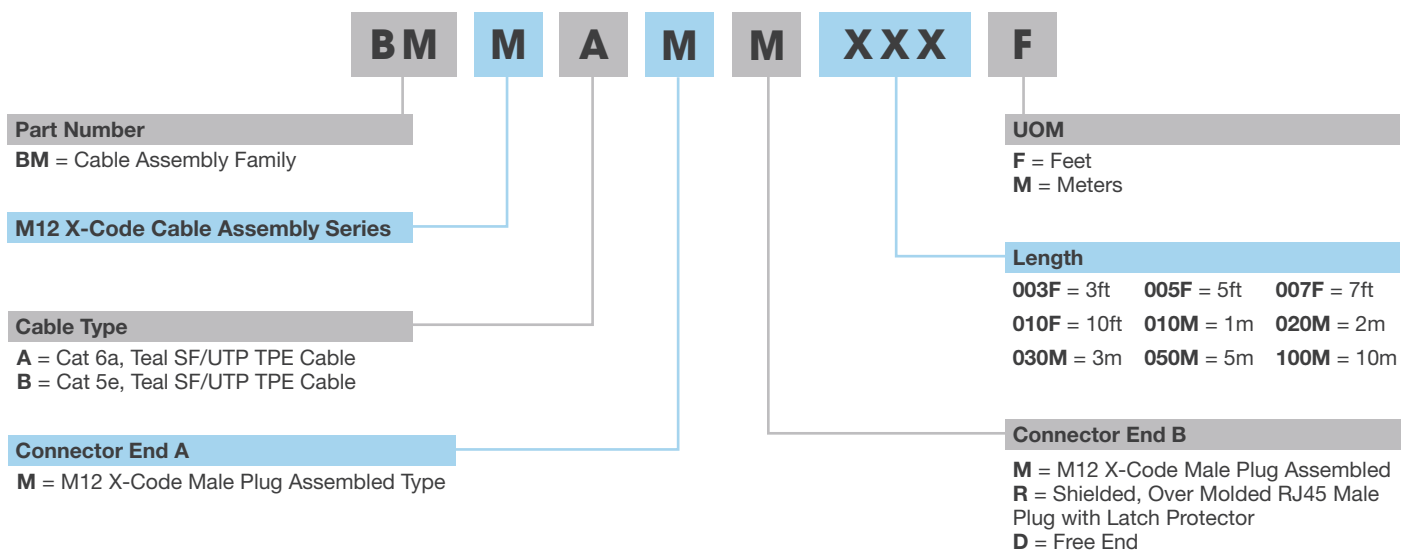 BM M A M M XXX F
Part Number
BM = Cable Assembly Family
M12 X-Code Cable Assembly Series
Cable Type
A = Cat 6a, Teal SF/UTP TPE Cable
B = Cat 5e, Teal SF/UTP TPE Cable
Connector End A
M = M12 X-Code Male Plug Assembled Type
UOM
F = Feet
M = Meters
Length
003F = 3ft 005F = 5ft 007F = 7ft
010F = 10ft 010M = 1m 020M = 2m
030M = 3m 050M = 5m 100M = 10m
Connector End B
M = M12 X-Code Male Plug Assembled
R = Shielded, Over Molded RJ45 Male
Plug with Latch Protector
D = Free End